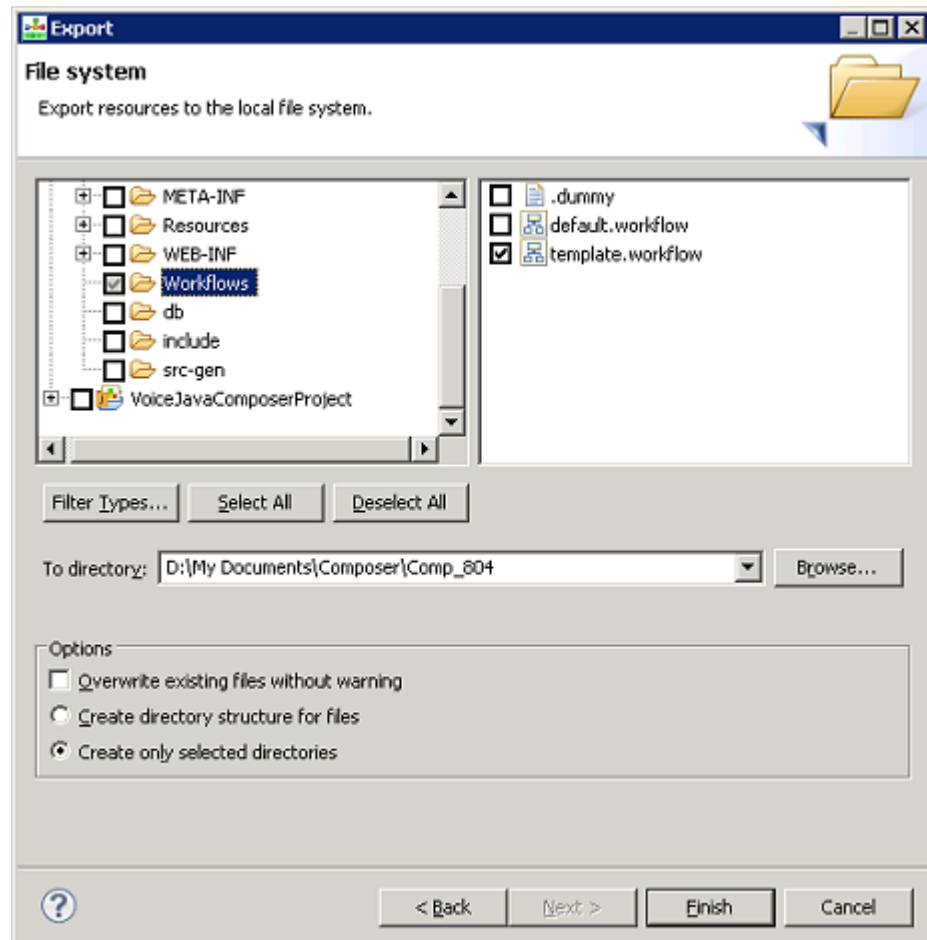 Export
File system
Export resources to the local file system.
META-INF
Resources
WEB-INF
Workflows
db
include
src-gen
VoiceJavaComposerProject
.dummy
default.workflow
template.workflow
Filter Types...
Select All
Deselect All
To directory: D:\My Documents\Composer\Comp_804
Browse...
Options
Overwrite existing files without warning
Create directory structure for files
Create only selected directories
?
< Back
Next >
Finish
Cancel